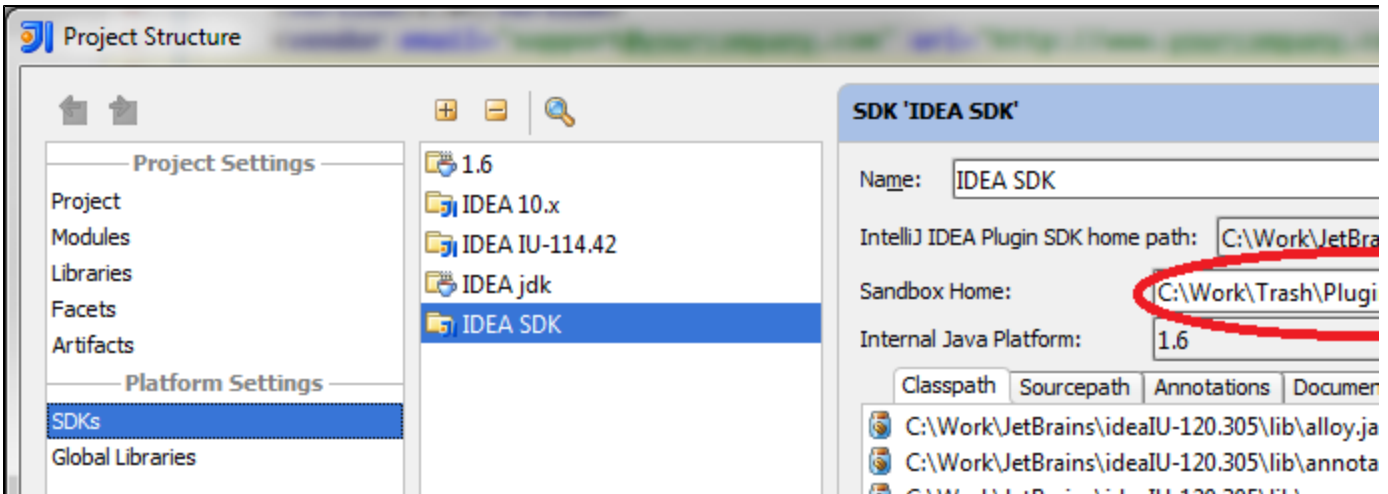 Project Structure
Project Settings
Project
Modules
Libraries
Facets
Artifacts
Platform Settings
SDKs
Global Libraries
1.6
IDEA 10.x
IDEA IU-114.42
IDEA jdk
IDEA SDK
SDK 'IDEA SDK'
Name: IDEA SDK
IntelliJ IDEA Plugin SDK home path: C:\Work\JetBra
Sandbox Home: C:\Work\Trash\Plugi
Internal Java Platform: 1.6
Classpath Sourcepath Annotations Documen
C:\Work\JetBrains\ideaIU-120.305\lib\alloy.ja
C:\Work\JetBrains\ideaIU-120.305\lib\annota